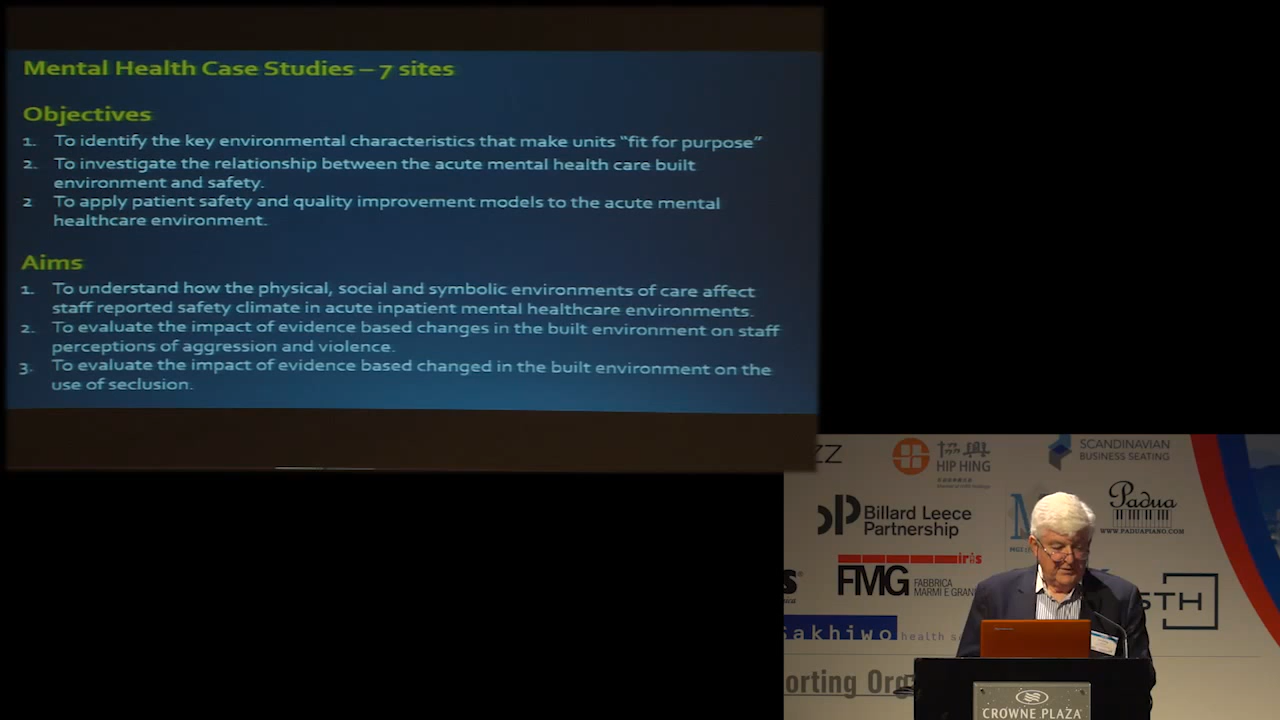 Mental Health Case Studies – 7 sites
Objectives
1. To identify the key environmental characteristics that make units “fit for purpose”
2. To investigate the relationship between the acute mental health care built
environment and safety.
2 To apply patient safety and quality improvement models to the acute mental
healthcare environment.
Aims
1. To understand how the physical, social and symbolic environments of care affect
staff reported safety climate in acute inpatient mental healthcare environments.
2. To evaluate the impact of evidence based changes in the built environment on staff
perceptions of aggression and violence.
3. To evaluate the impact of evidence based changed in the built environment on the
use of seclusion.
ZZ
HIP HING
SCANDINAVIAN
BUSINESS SEATING
Billard Leece
Partnership
Padua
WWW.PADUAPIANO.COM
iris
FMG
FABBRICA
MARMI E GRANI
STH
Sakhiwo health s
orting Org
CROWNE PLAZA